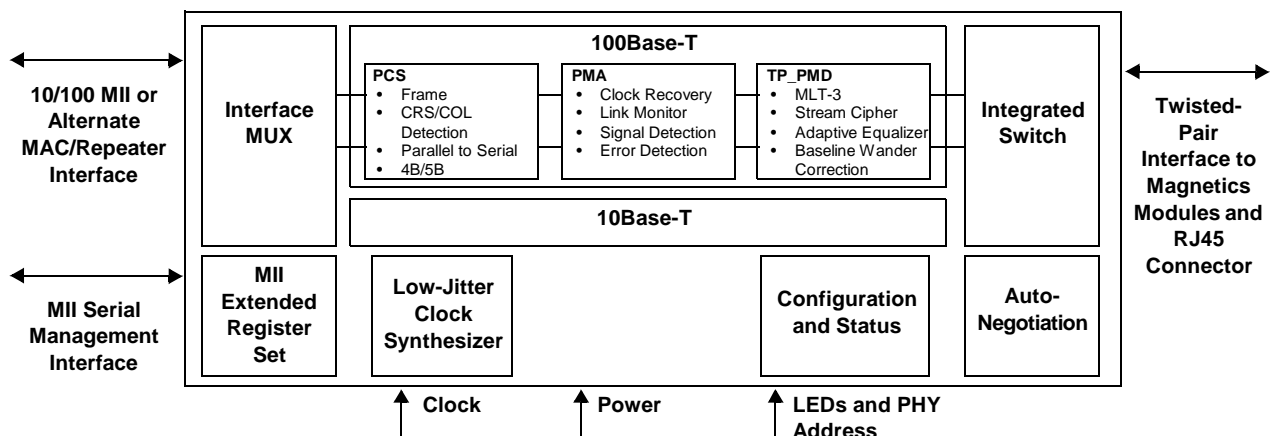 10/100 MII or
Alternate
MAC/Repeater
Interface
Interface
MUX
100Base-T
PCS
• Frame
• CRS/COL
Detection
• Parallel to Serial
• 4B/5B
PMA
• Clock Recovery
• Link Monitor
• Signal Detection
• Error Detection
TP_PMD
• MLT-3
• Stream Cipher
• Adaptive Equalizer
• Baseline Wander
Correction
Integrated
Switch
Twisted-
Pair
Interface to
Magnetics
Modules and
RJ45
Connector
10Base-T
MII Serial
Management
Interface
MII
Extended
Register
Set
Low-Jitter
Clock
Synthesizer
Configuration
and Status
Auto-
Negotiation
Clock
Power
LEDs and PHY
Address